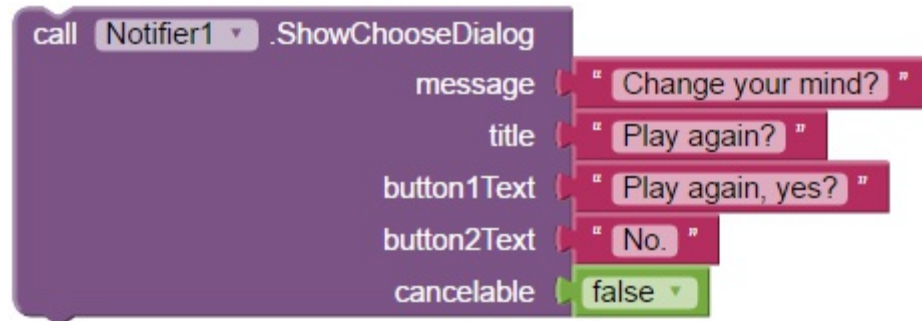 call Notifier1 .ShowChooseDialog
message " Change your mind? "
title " Play again? "
button1Text " Play again, yes? "
button2Text " No. "
cancelable false